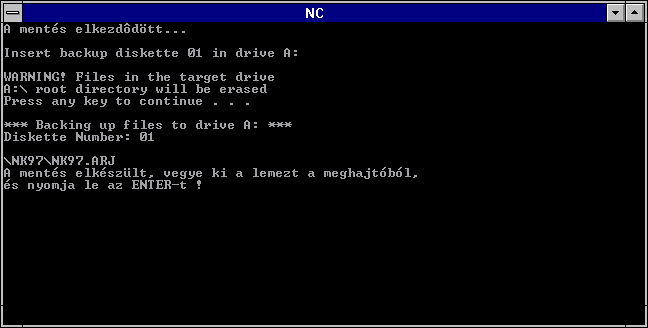 NC
A mentés elkezdôdött...
Insert backup diskette 01 in drive A:
WARNING! Files in the target drive
A:\ root directory will be erased
Press any key to continue . . .
*** Backing up files to drive A: ***
Diskette Number: 01
\NK97\NK97.ARJ
A mentés elkészült, vegye ki a lemezt a meghajtóból,
és nyomja le az ENTER-t !